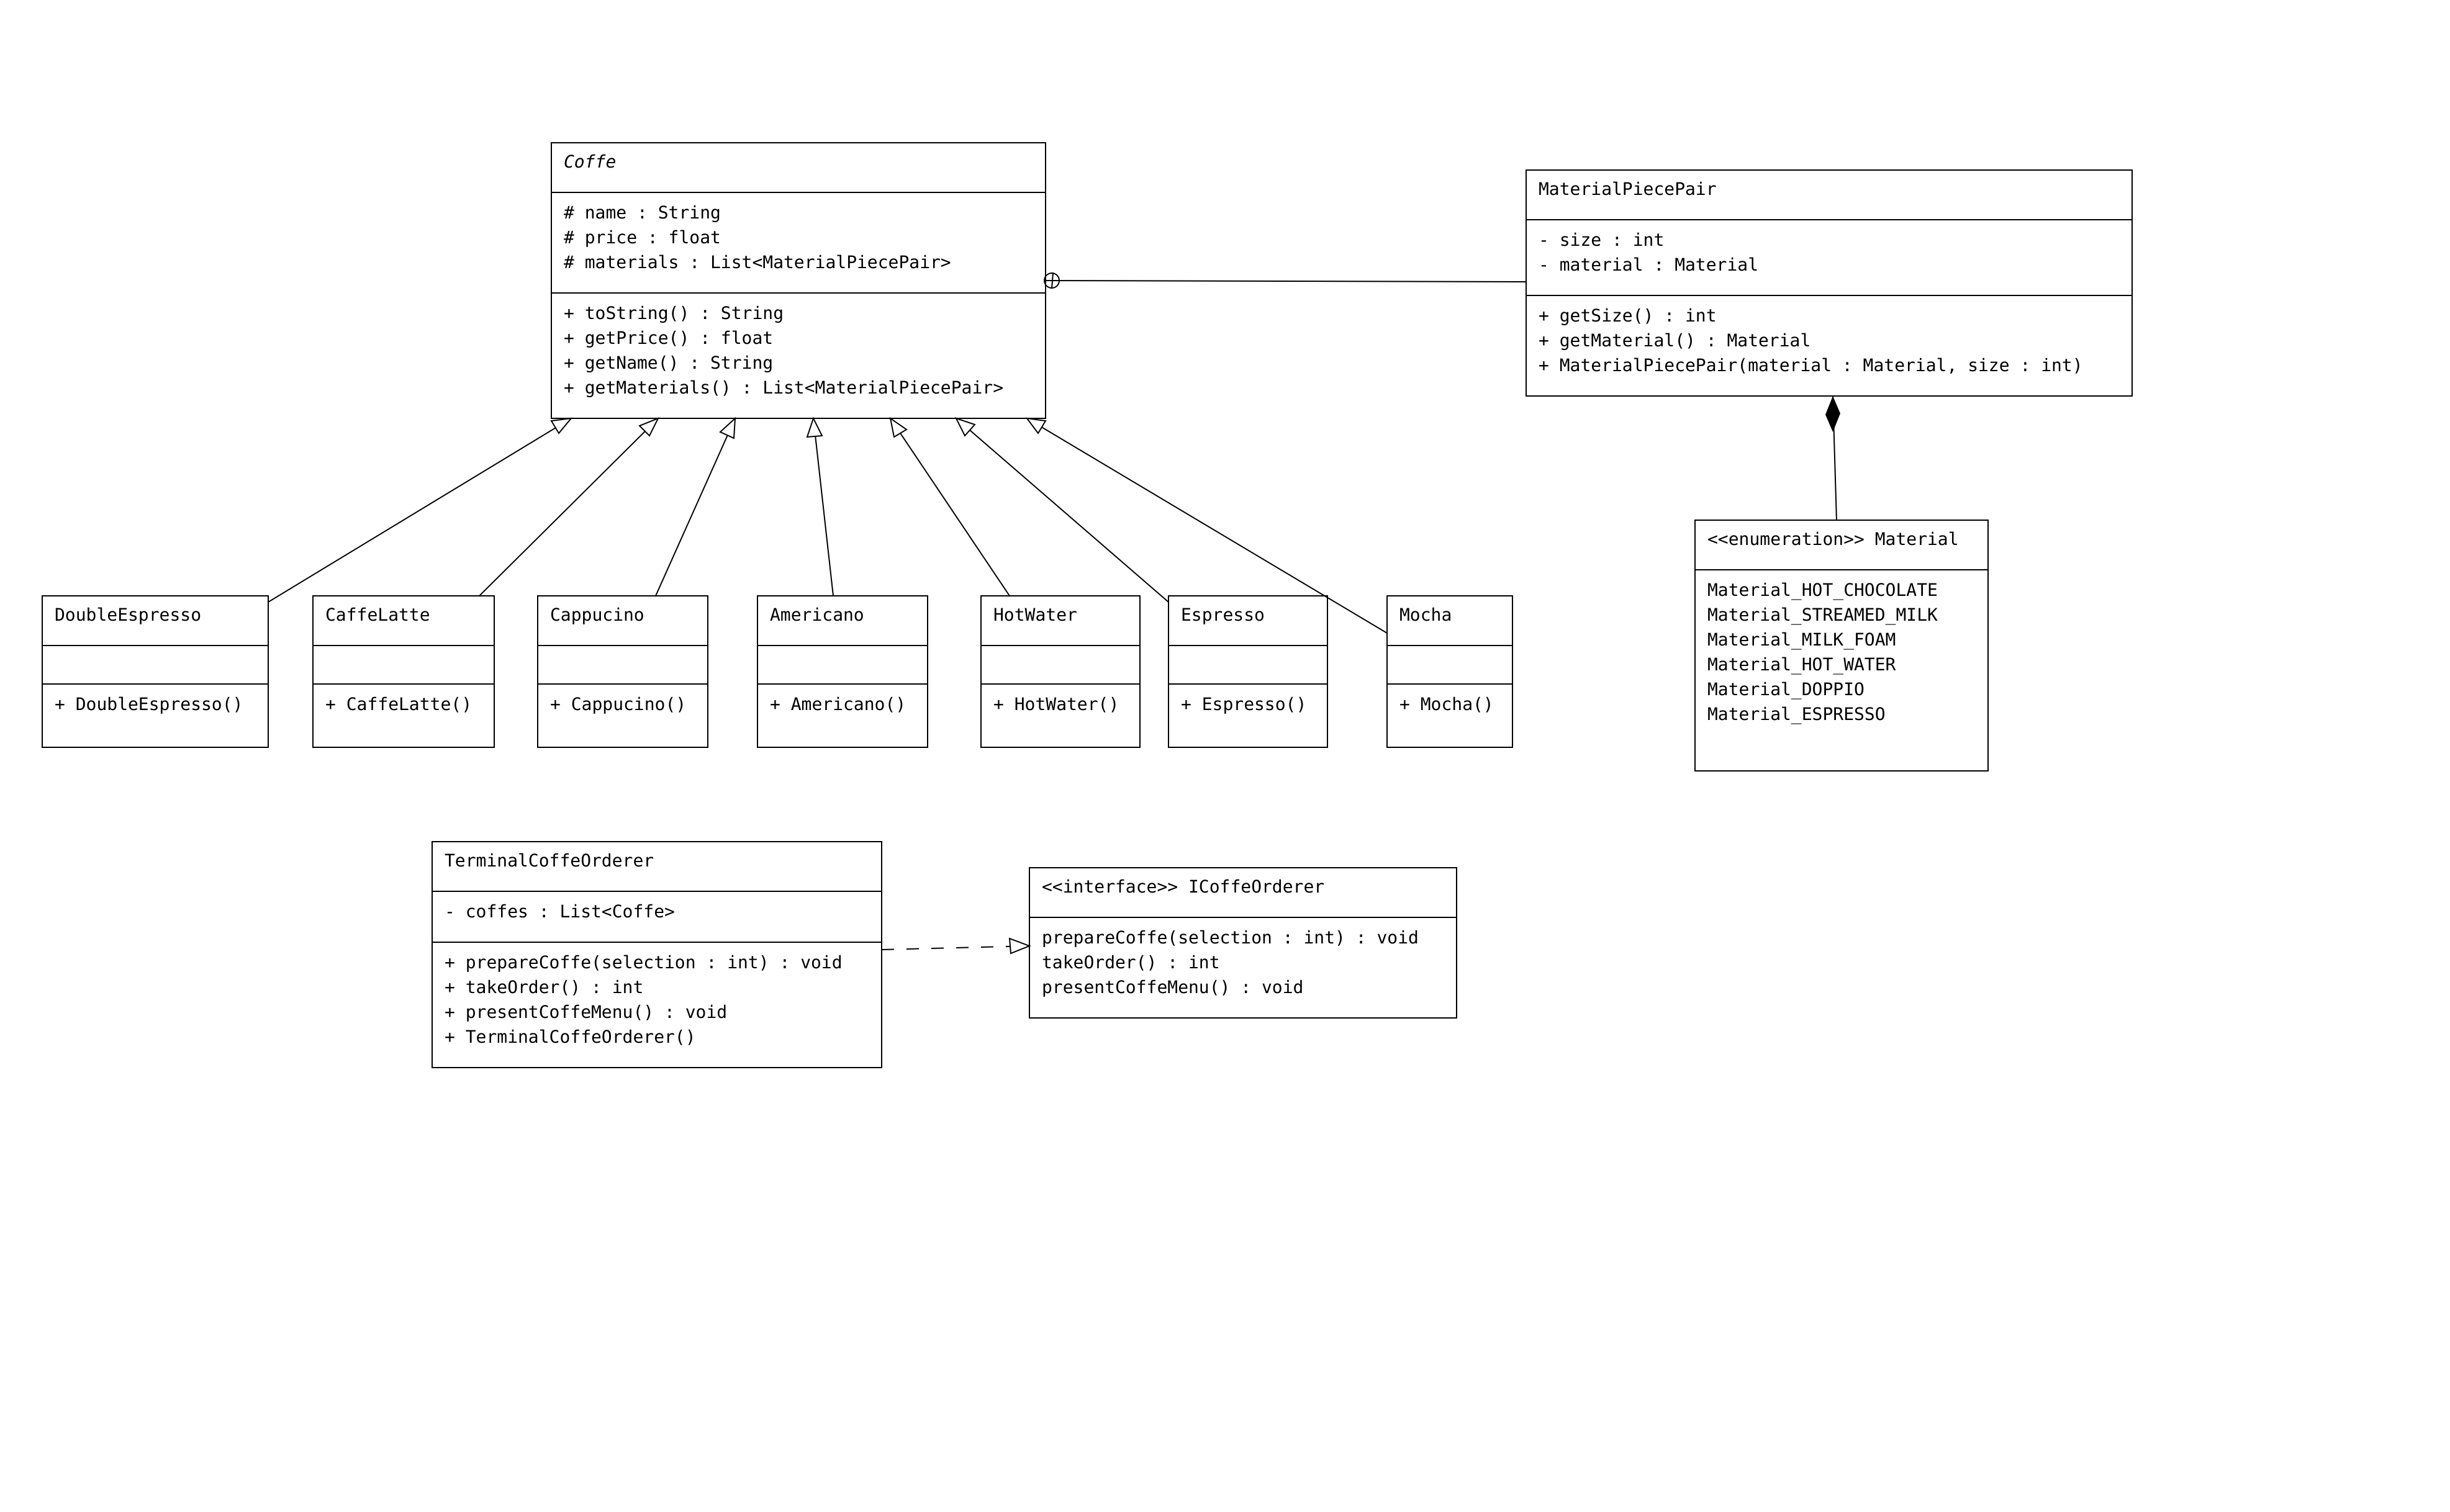 Coffe
# name : String
# price : float
# materials : List<MaterialPiecePair>
+ toString() : String
+ getPrice() : float
+ getName() : String
+ getMaterials() : List<MaterialPiecePair>
MaterialPiecePair
- size : int
- material : Material
+ getSize() : int
+ getMaterial() : Material
+ MaterialPiecePair(material : Material, size : int)
<<enumeration>> Material
Material_HOT_CHOCOLATE
Material_STREAMED_MILK
Material_MILK_FOAM
Material_HOT_WATER
Material_DOPPIO
Material_ESPRESSO
DoubleEspresso
+ DoubleEspresso()
CaffeLatte
+ CaffeLatte()
Cappucino
+ Cappucino()
Americano
+ Americano()
HotWater
+ HotWater()
Espresso
+ Espresso()
Mocha
+ Mocha()
TerminalCoffeOrderer
- coffes : List<Coffe>
+ prepareCoffe(selection : int) : void
+ takeOrder() : int
+ presentCoffeMenu() : void
+ TerminalCoffeOrderer()
<<interface>> ICoffeOrderer
prepareCoffe(selection : int) : void
takeOrder() : int
presentCoffeMenu() : void